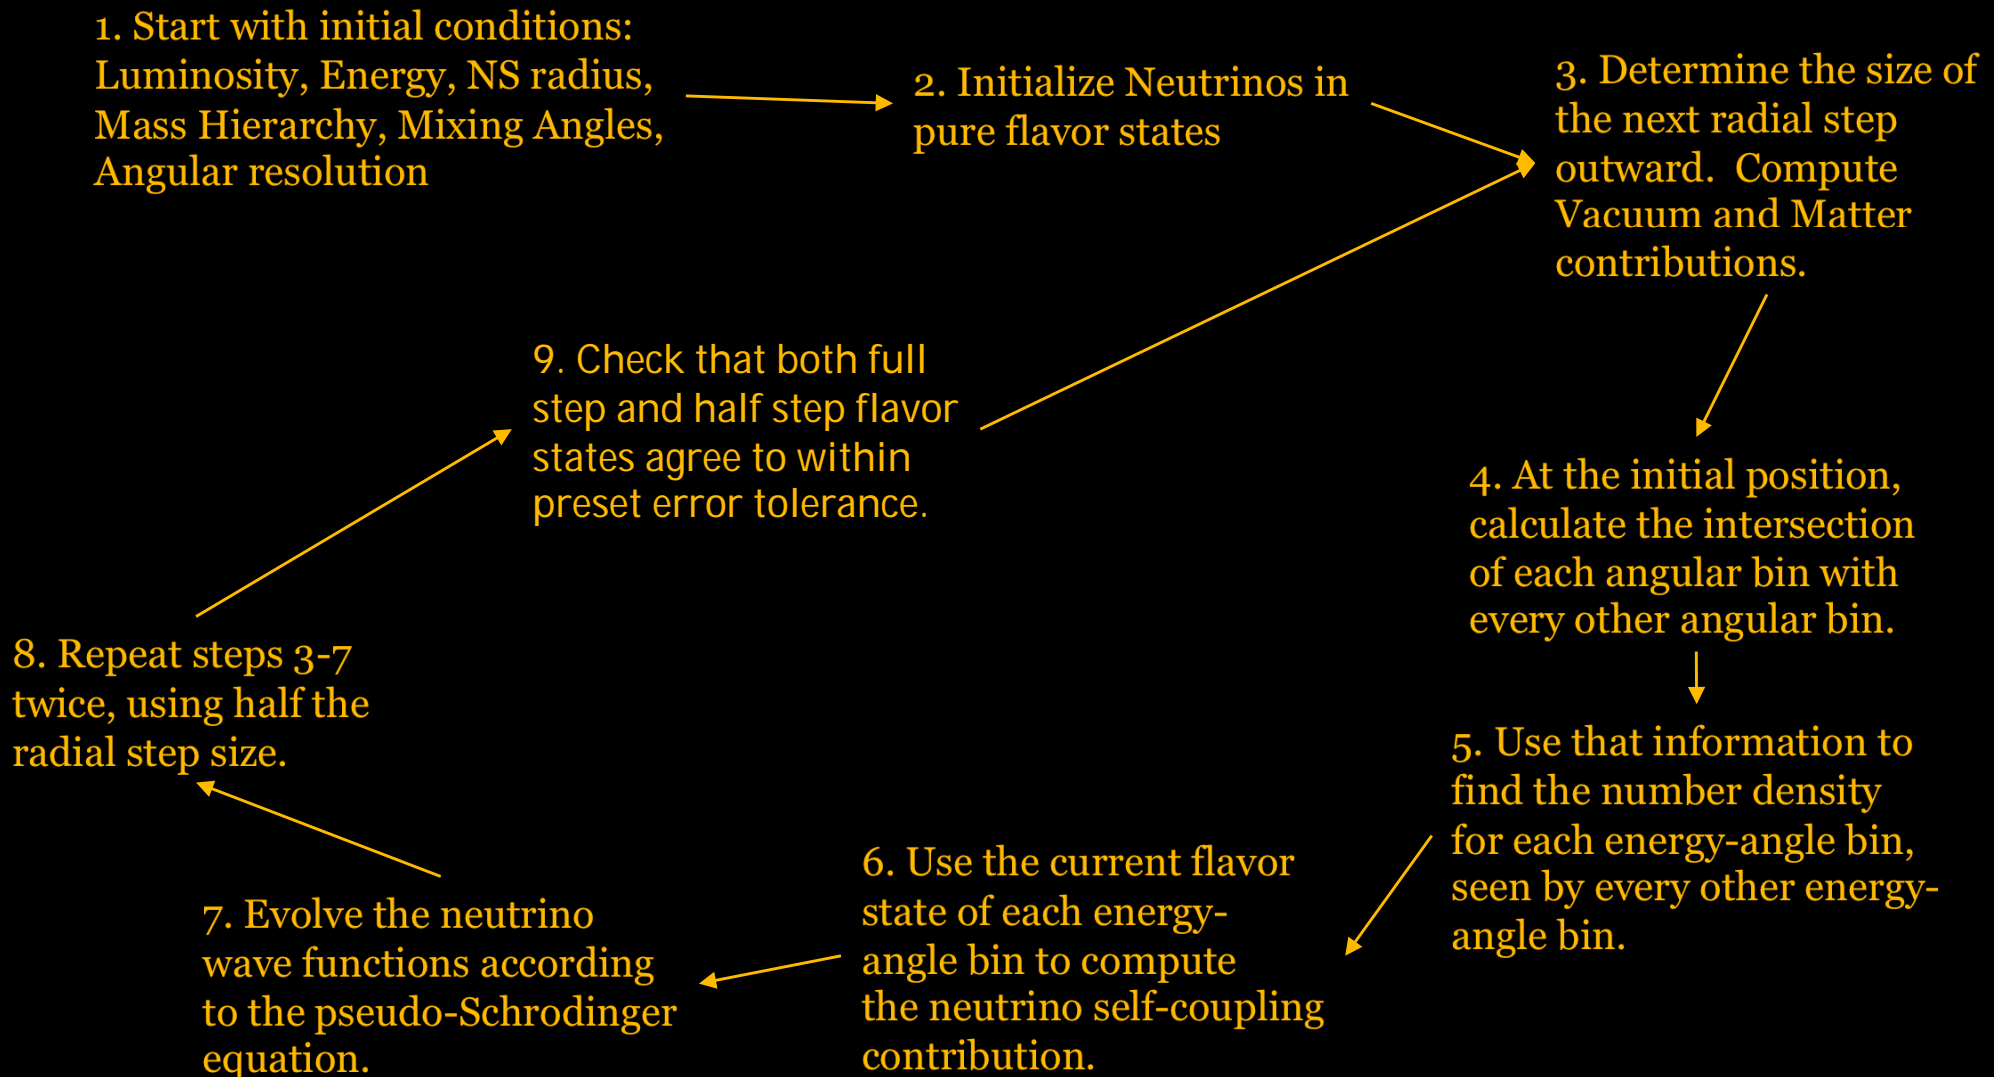 1. Start with initial conditions:
Luminosity, Energy, NS radius,
Mass Hierarchy, Mixing Angles,
Angular resolution
2. Initialize Neutrinos in
pure flavor states
3. Determine the size of
the next radial step
outward.  Compute
Vacuum and Matter
contributions.
4. At the initial position,
calculate the intersection
of each angular bin with
every other angular bin.
5. Use that information to
find the number density
for each energy-angle bin,
seen by every other energy-
angle bin.
6. Use the current flavor
state of each energy-
angle bin to compute
the neutrino self-coupling
contribution.
7. Evolve the neutrino
wave functions according
to the pseudo-Schrodinger
equation.
8. Repeat steps 3-7
twice, using half the
radial step size.
9. Check that both full
step and half step flavor
states agree to within
preset error tolerance.